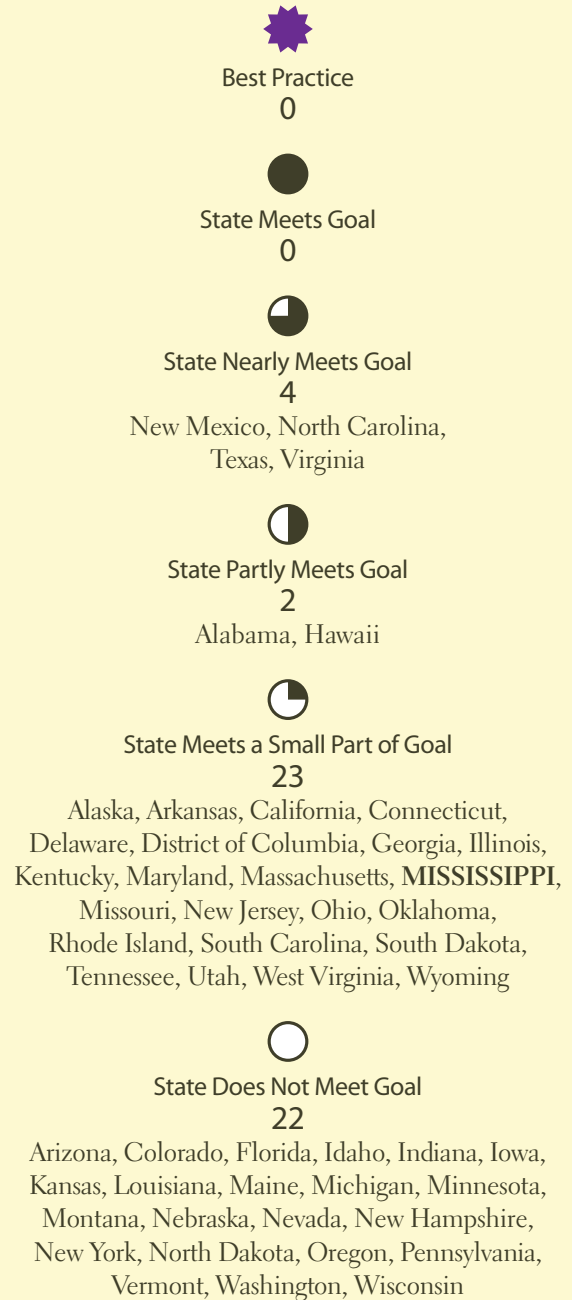 Best Practice
0
State Meets Goal
0
State Nearly Meets Goal
4
New Mexico, North Carolina,
Texas, Virginia
State Partly Meets Goal
2
Alabama, Hawaii
State Meets a Small Part of Goal
23
Alaska, Arkansas, California, Connecticut,
Delaware, District of Columbia, Georgia, Illinois,
Kentucky, Maryland, Massachusetts, MISSISSIPPI,
Missouri, New Jersey, Ohio, Oklahoma,
Rhode Island, South Carolina, South Dakota,
Tennessee, Utah, West Virginia, Wyoming
State Does Not Meet Goal
22
Arizona, Colorado, Florida, Idaho, Indiana, Iowa,
Kansas, Louisiana, Maine, Michigan, Minnesota,
Montana, Nebraska, Nevada, New Hampshire,
New York, North Dakota, Oregon, Pennsylvania,
Vermont, Washington, Wisconsin